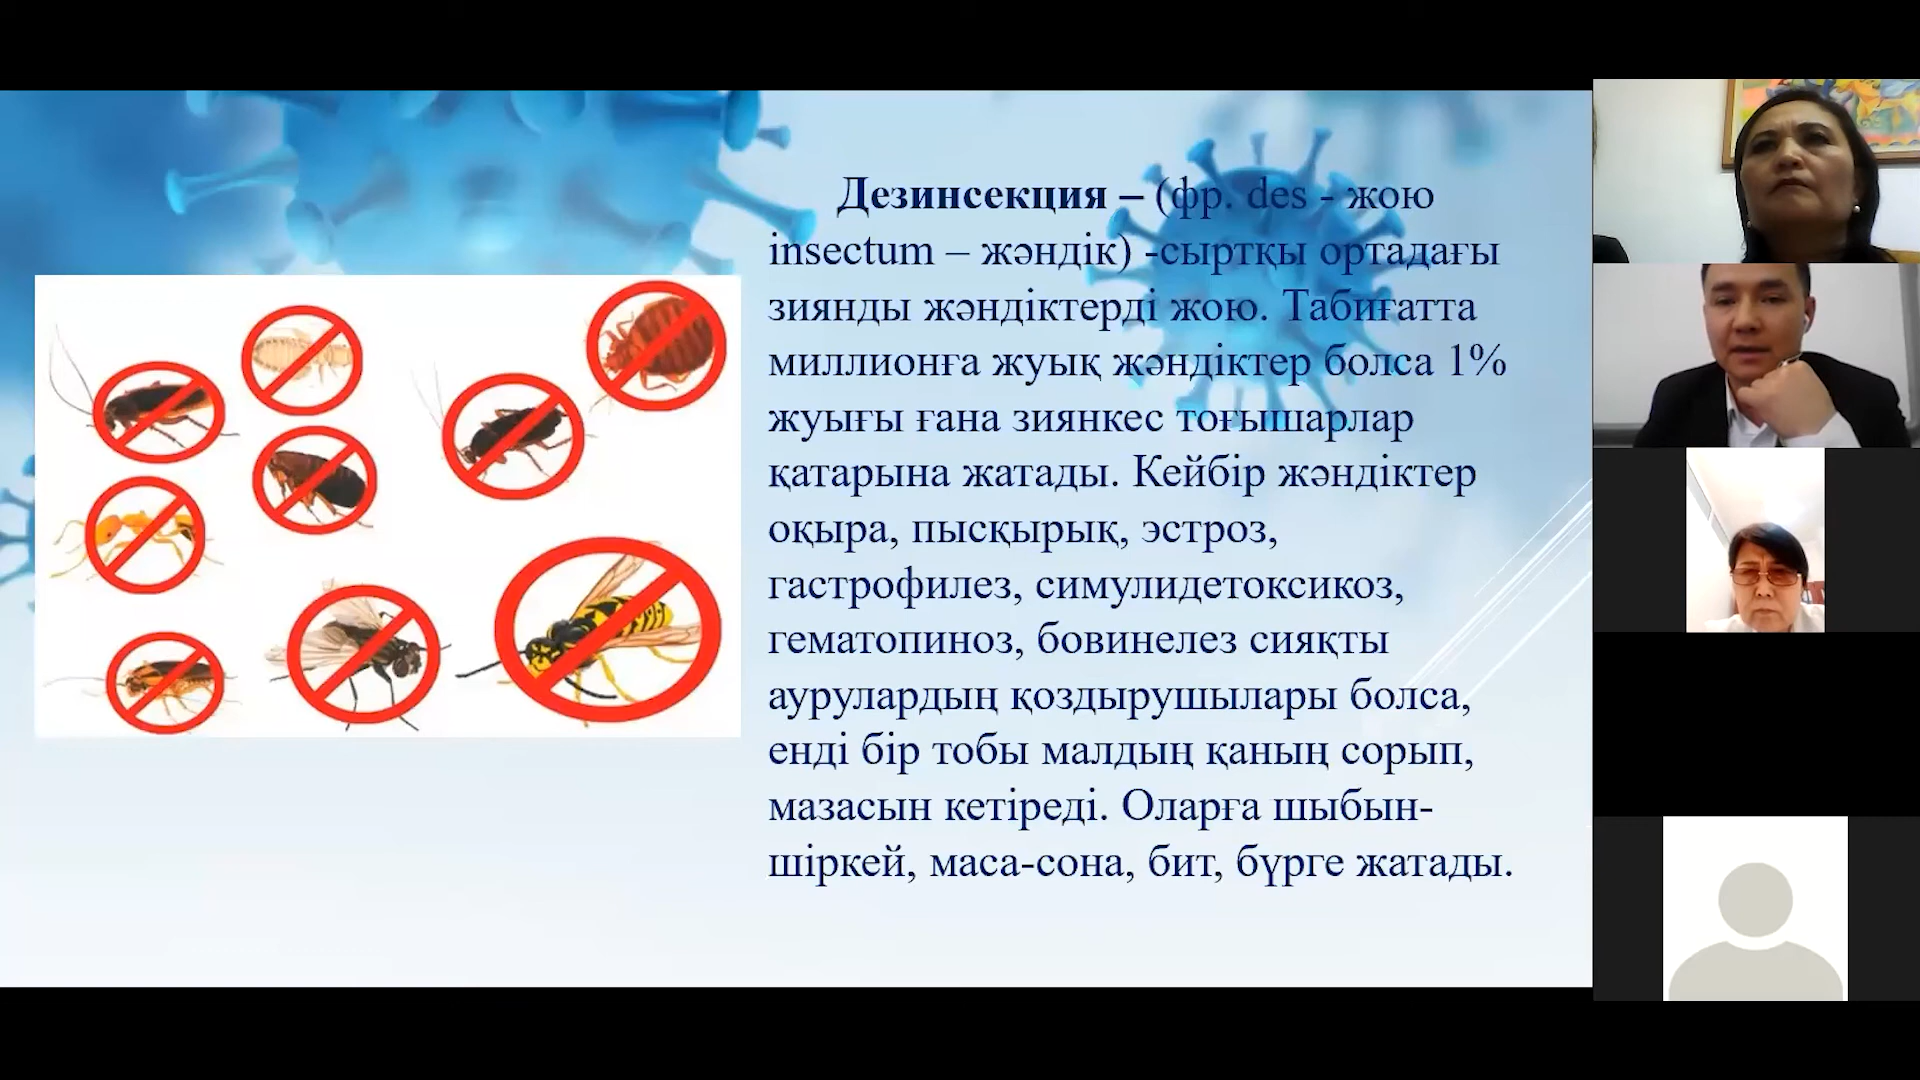 Дезинсекция – (фр. des - жою
insectum – жәндік) -сыртқы ортадағы
зиянды жәндіктерді жою. Табиғатта
миллионға жуық жәндіктер болса 1%
жуығы ғана зиянкес тоғышарлар
қатарына жатады. Кейбір жәндіктер
оқыра, пысқырық, эстроз,
гастрофилез, симулидетоксикоз,
гематопиноз, бовинелез сияқты
аурулардың қоздырушылары болса,
енді бір тобы малдың қаның сорып,
мазасын кетіреді. Оларға шыбын-
шіркей, маса-сона, бит, бүрге жатады.